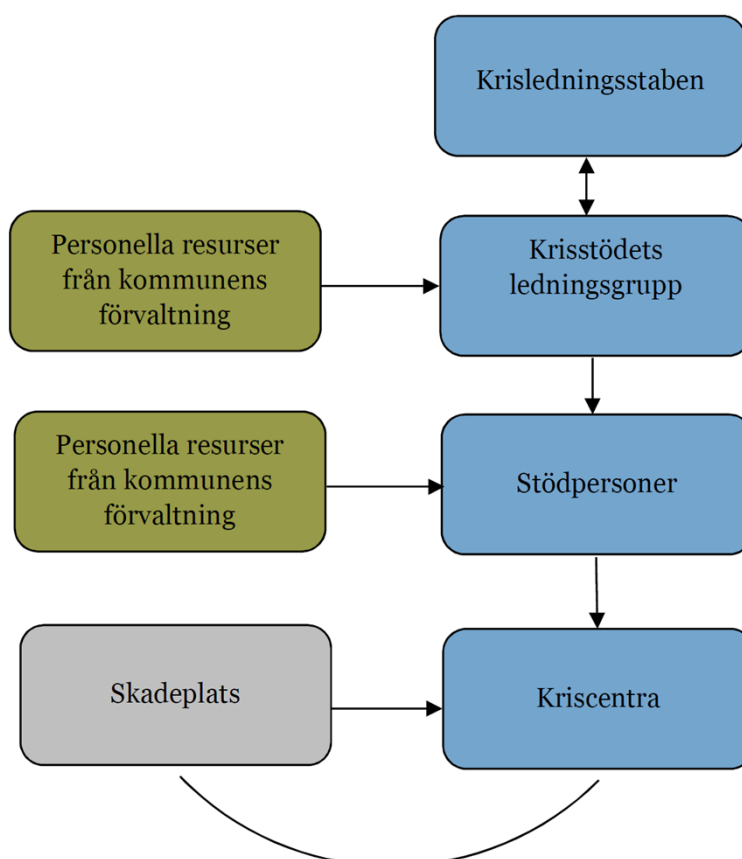 Krisledningsstaben
Personella resurser
från kommunens
förvaltning
Krisstödets
ledningsgrupp
Personella resurser
från kommunens
förvaltning
Stödpersoner
Skadeplats
Kriscentra